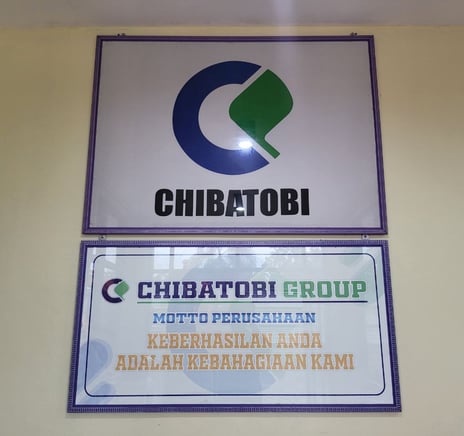 CHIBATOBI
CHIBATOBI GROUP
MOTTO PERUSAHAAN
KEBERHASILAN ANDA
ADALAH KEBAHAGIAAN KAMI